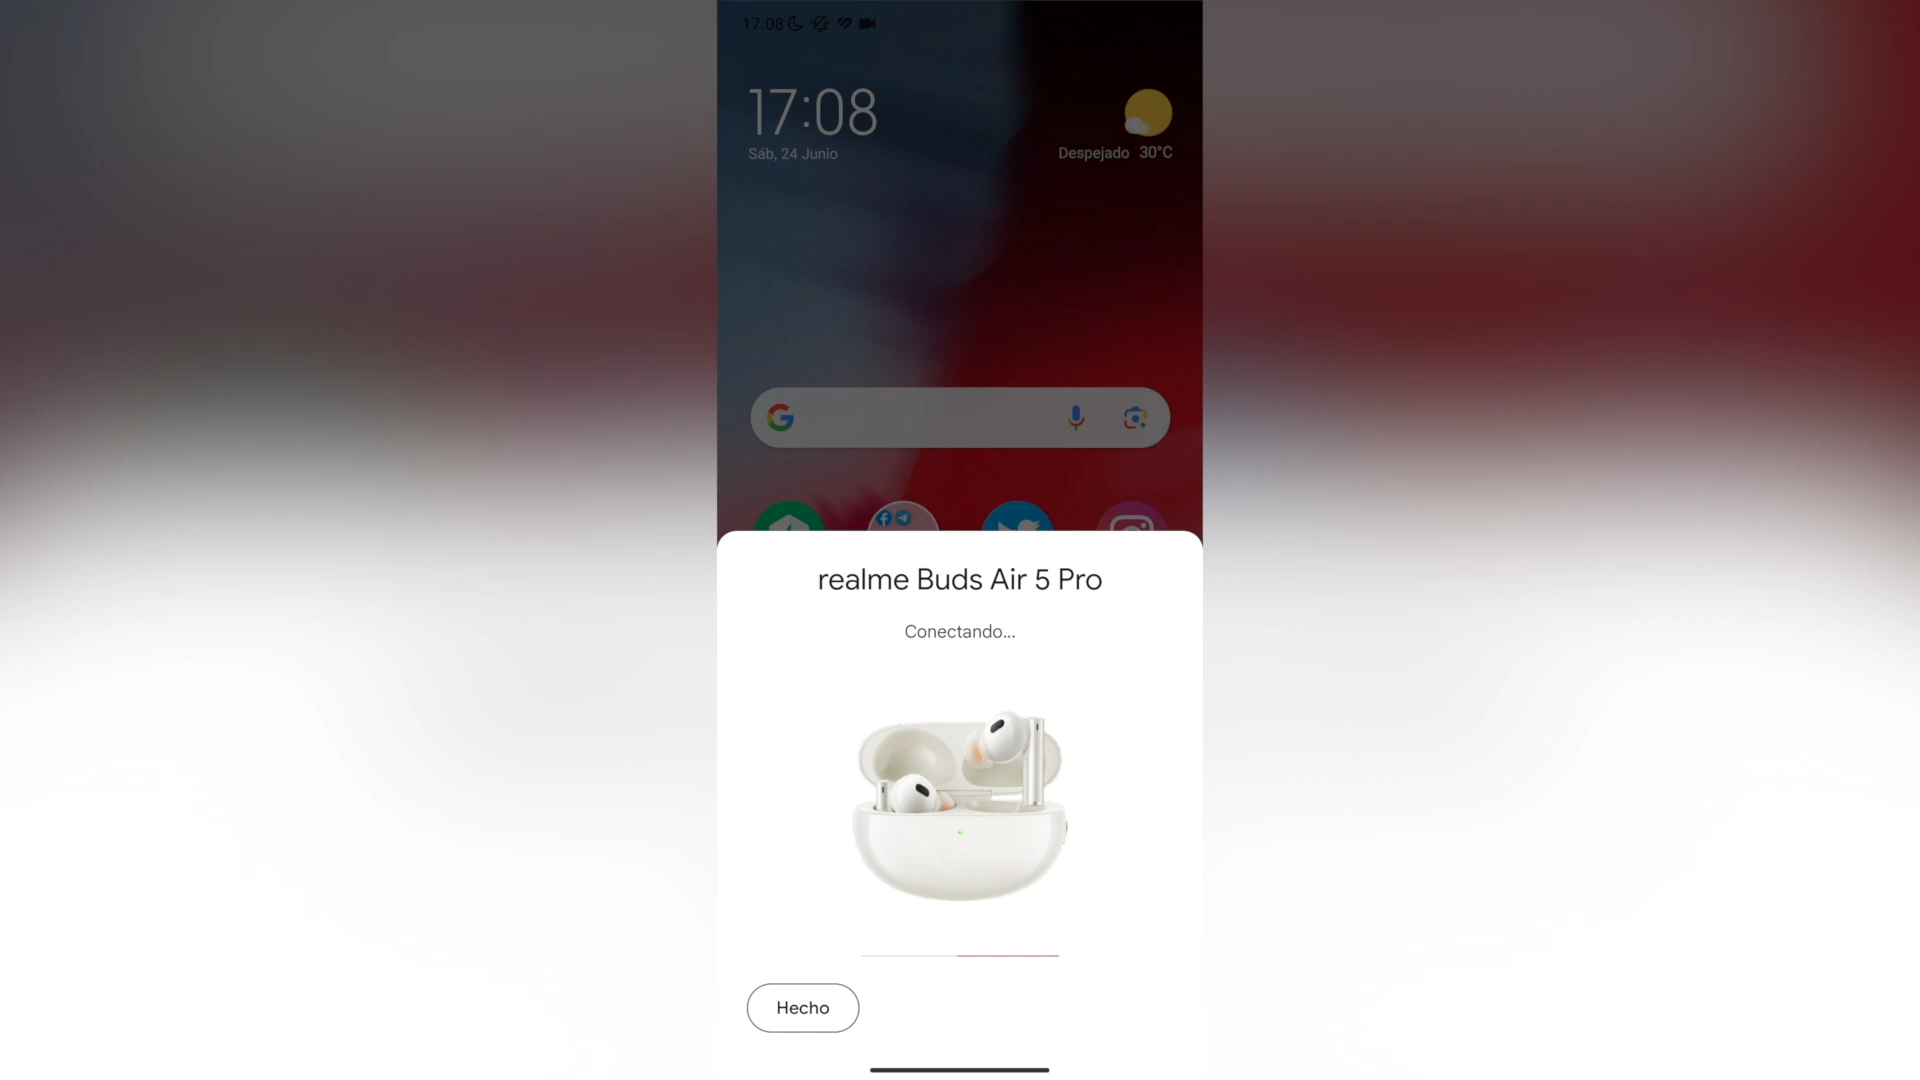 17:08
17:08
Sáb, 24 Junio
Despejado 30°C
realme Buds Air 5 Pro
Conectando...
Hecho